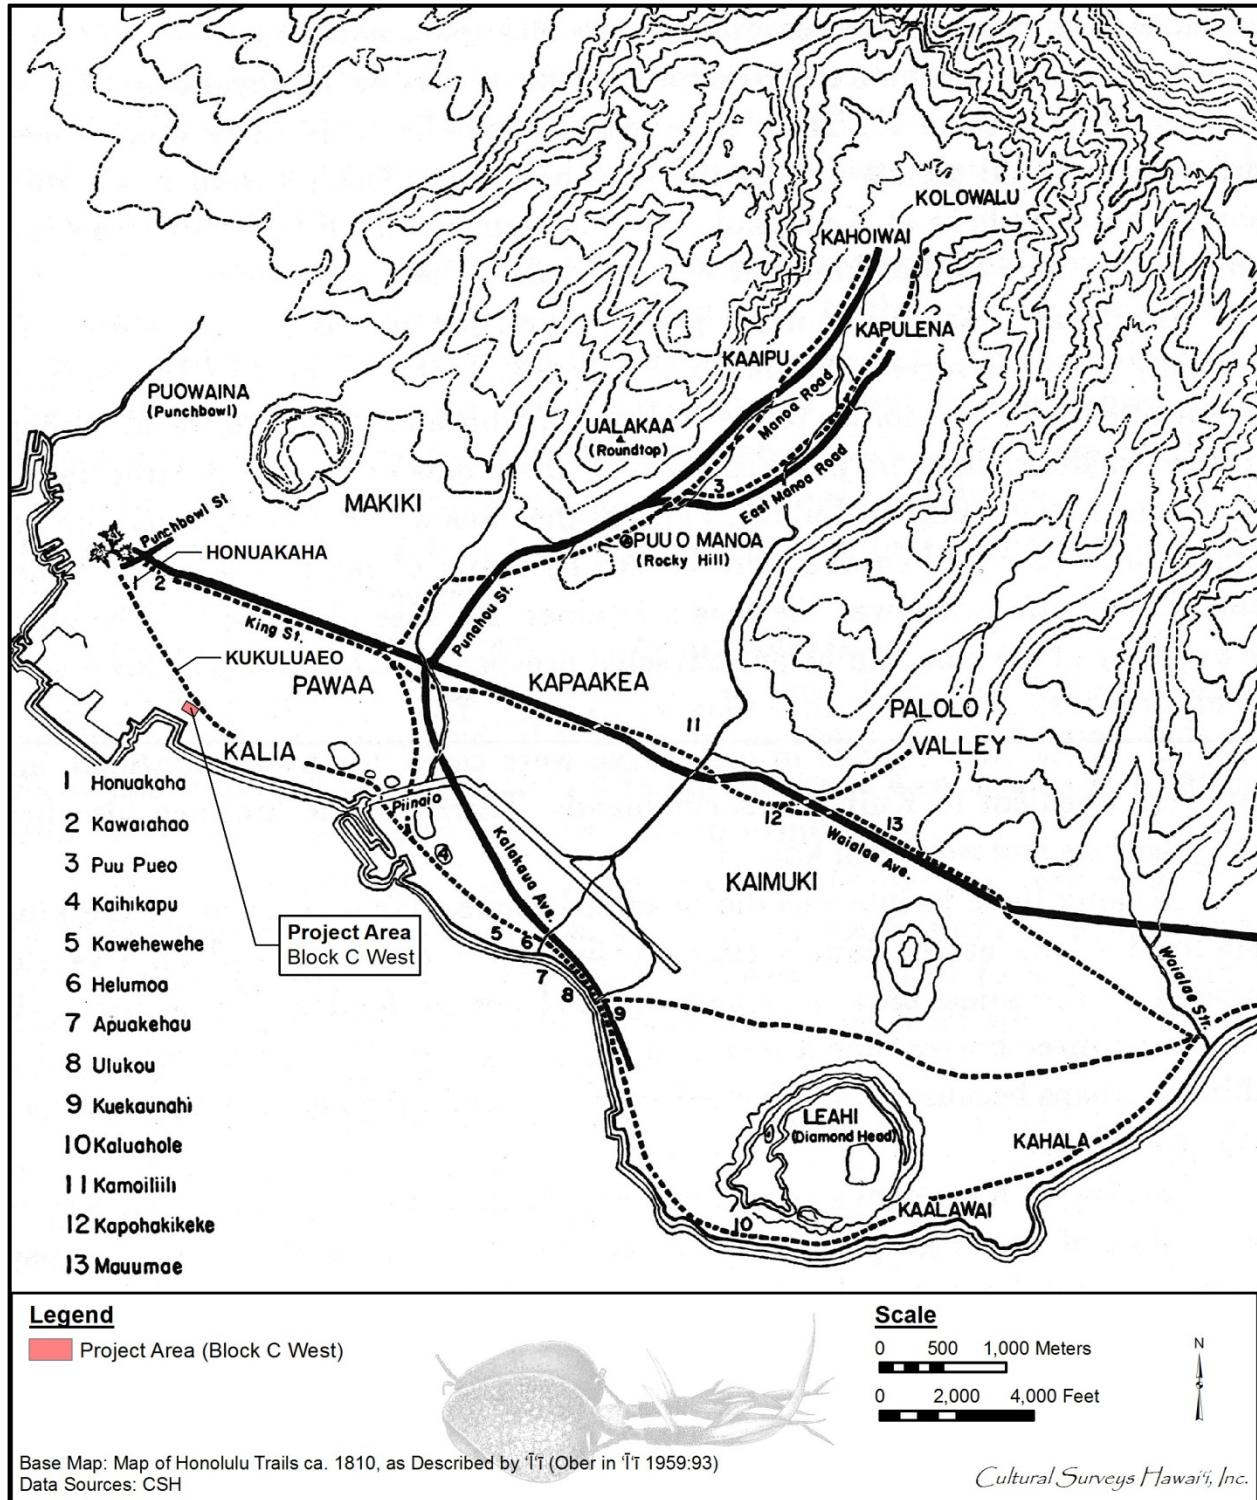 KOLOWALU
KAHOIWAI
KAPULENA
KAAIPU
PUOWAINA
(Punchbowl)
UALAKAA
(Roundtop)
Manoa Road
MAKIKI
3
East Manoa Road
Punchbowl St.
PUU O MANOA
(Rocky Hill)
HONUAKAHA
1 2
Punahou St.
King St.
KUKULUAEO
PAWAA
KAPAAKEA
11
PALOLO
VALLEY
KALIA
Piinaio
12
13
Waialae Ave.
4
Kalakaua Ave.
KAIMUKI
5
6
7
8
9
Waialae Str.
LEAHI
(Diamond Head)
KAHALA
KAALAWAI
10
1 Honuakaha
2 Kawaiahao
3 Puu Pueo
4 Kaihikapu
5 Kawehewehe
6 Helumoa
7 Apuakehau
8 Ulukou
9 Kuekaunahi
10 Kaluahole
11 Kamoiliili
12 Kapohakikeke
13 Mauumae
Project Area
Block C West
Legend
Project Area (Block C West)
Scale
0 500 1,000 Meters
0 2,000 4,000 Feet
N
Base Map: Map of Honolulu Trails ca. 1810, as Described by ʻĪʻī (Ober in ʻĪʻī 1959:93)
Data Sources: CSH
Cultural Surveys Hawaiʻi, Inc.